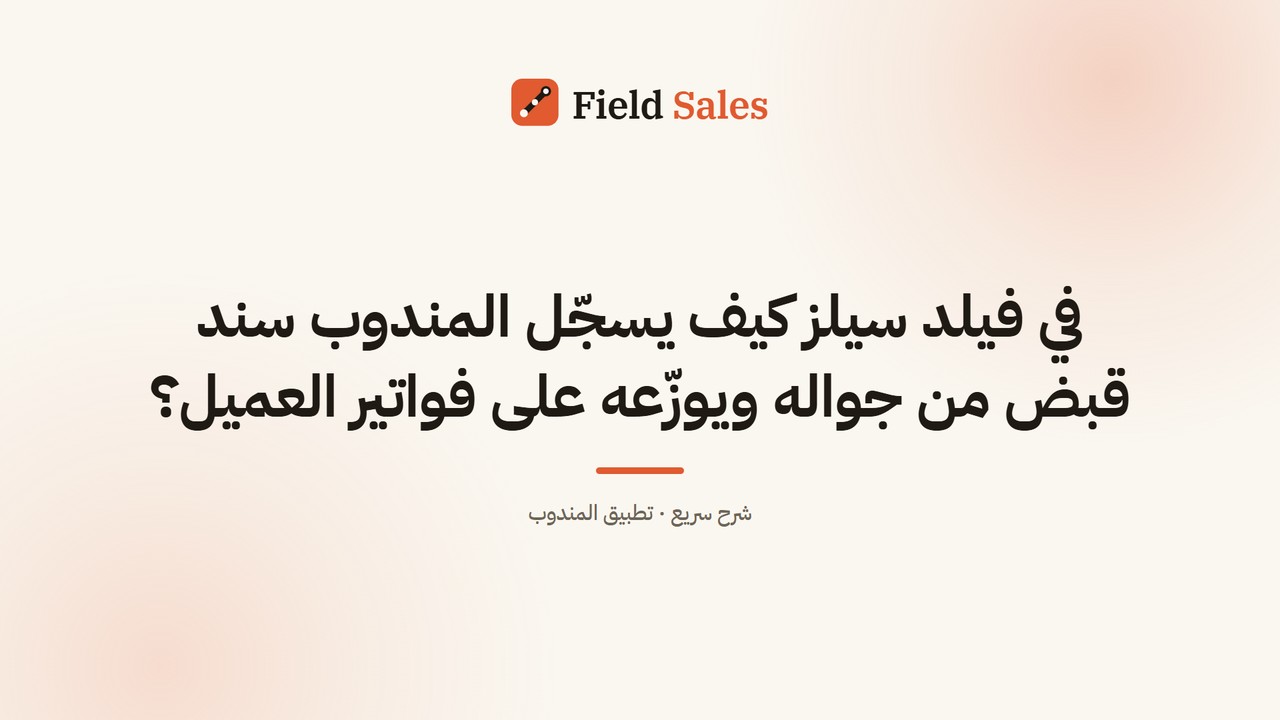 Field Sales
في فيلد سيلز كيف يسجّل المندوب سند
قبض من جواله ويوزّعه على فواتير العميل؟
شرح سريع · تطبيق المندوب